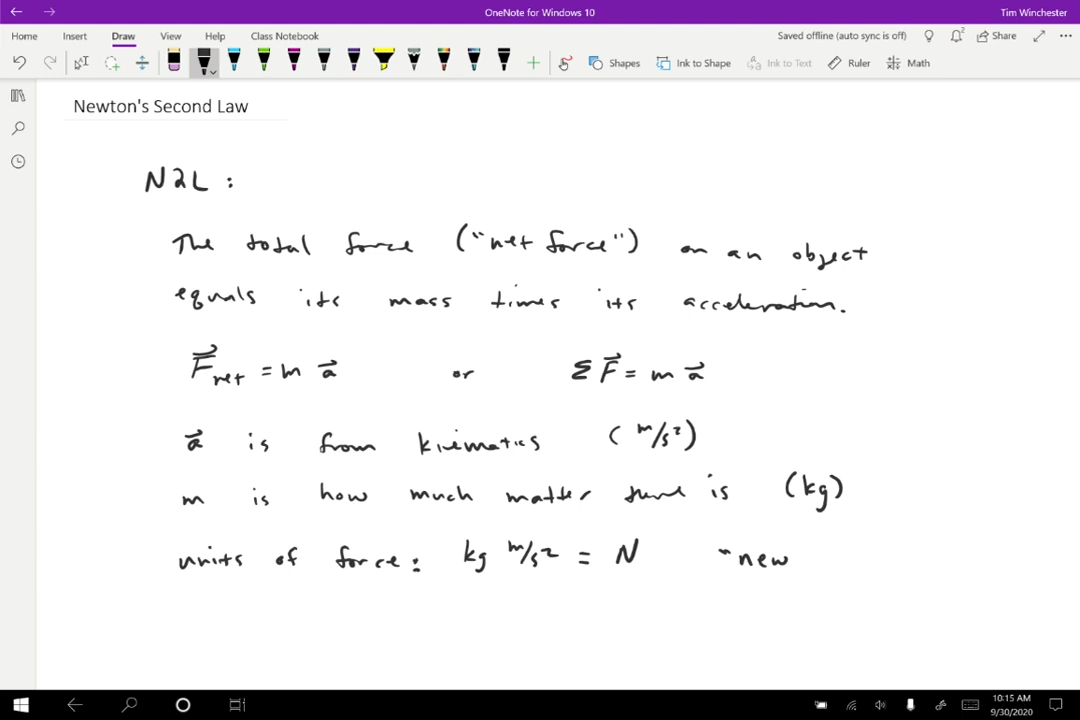 OneNote for Windows 10
Tim Winchester
Home Insert Draw View Help Class Notebook
Saved offline (auto sync is off) Share
Shapes Ink to Shape Ink to Text Ruler Math
Newton's Second Law
N2L :
The total force ("net force") on an object
equals its mass times its acceleration.
F⃗net = m a⃗ or Σ F⃗ = m a⃗
a⃗ is from kinematics (m/s²)
m is how much matter there is (kg)
units of force: kg m/s² = N "new
10:15 AM
9/30/2020